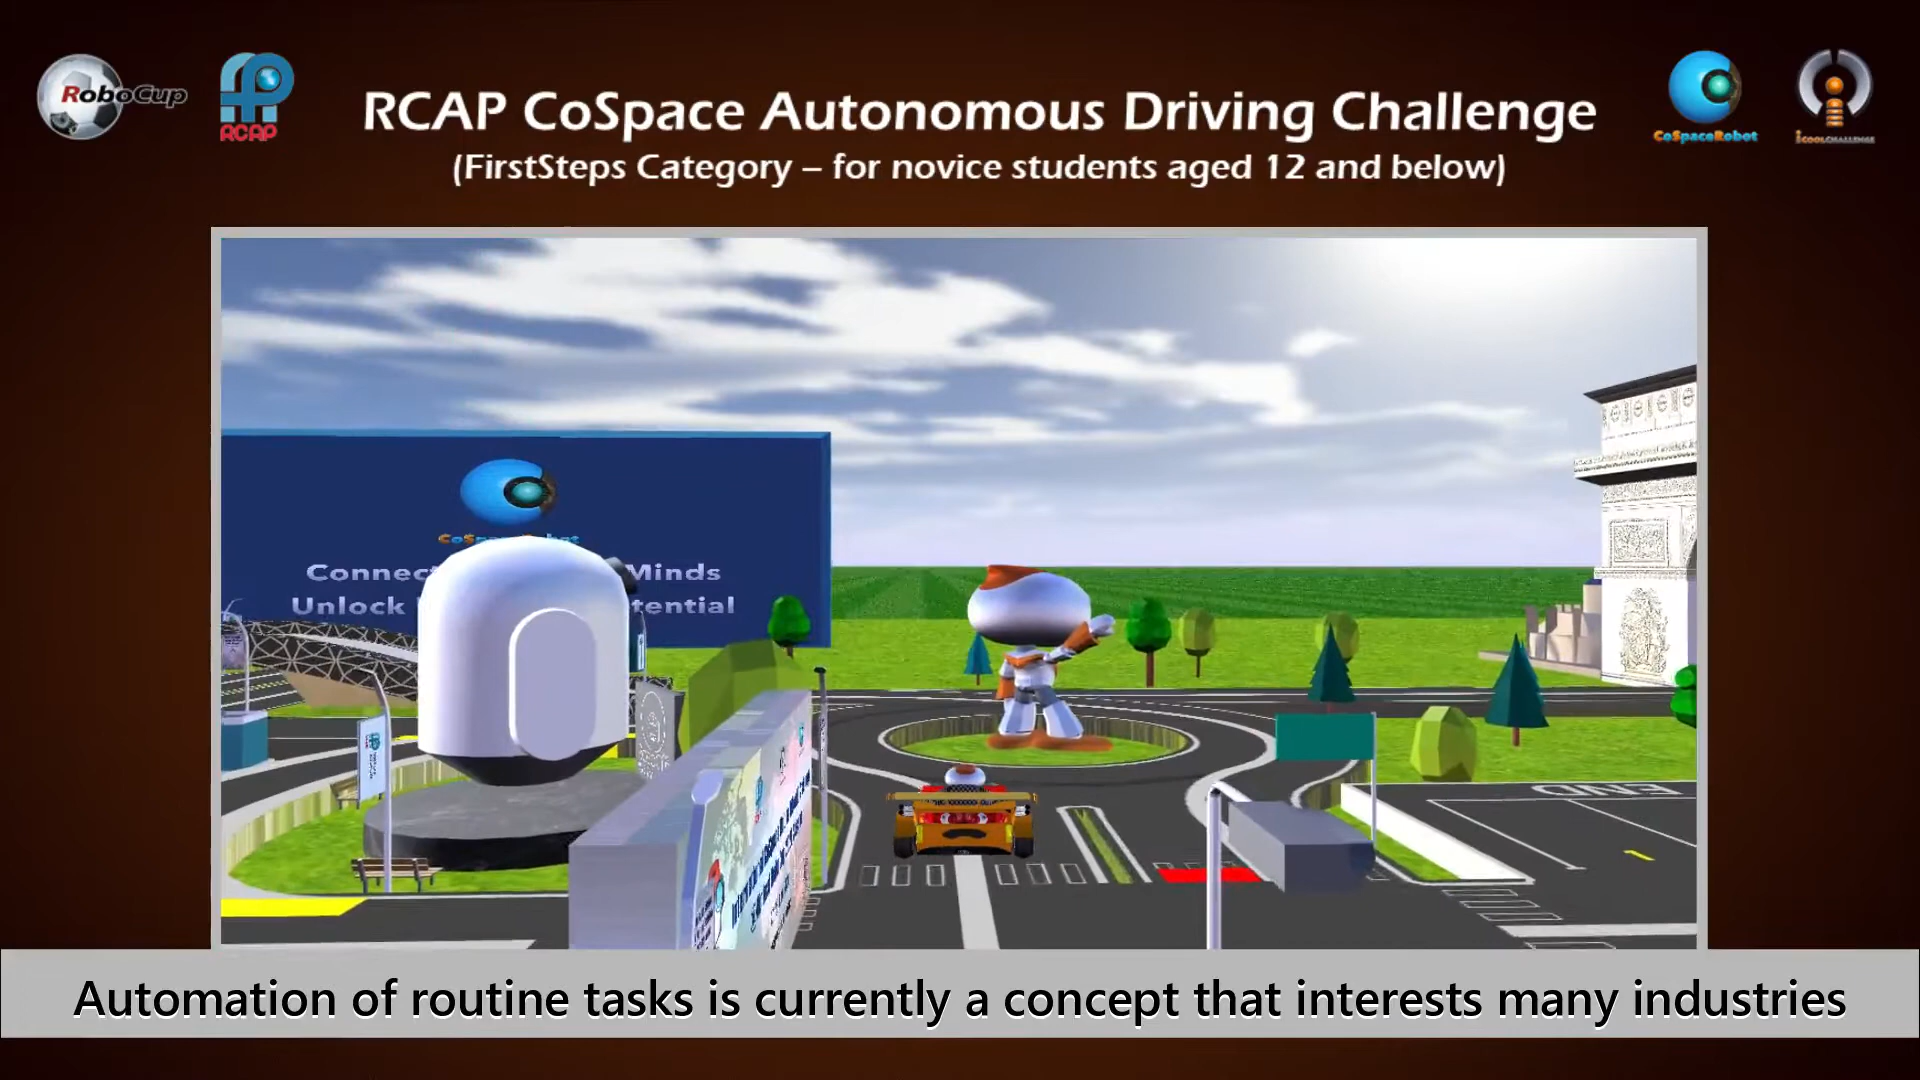 RoboCup
RCAP
RCAP CoSpace Autonomous Driving Challenge
(FirstSteps Category – for novice students aged 12 and below)
CoSpaceRobot
iCOOLCHALLENGE
Connec Minds
Unlock tential
END
Automation of routine tasks is currently a concept that interests many industries